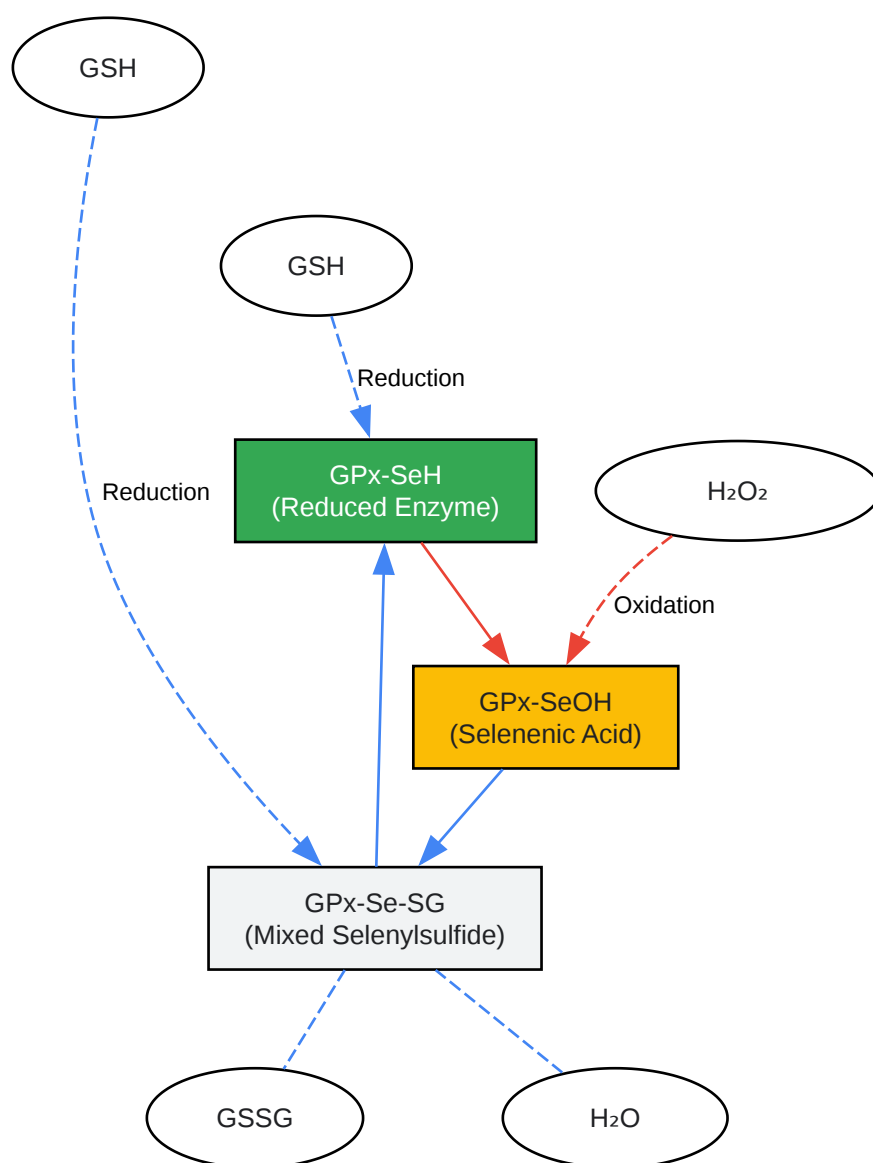 GSH
GSH
Reduction
GPx-SeH
(Reduced Enzyme)
H₂O₂
Reduction
Oxidation
GPx-SeOH
(Selenenic Acid)
GPx-Se-SG
(Mixed Selenylsulfide)
GSSG
H₂O